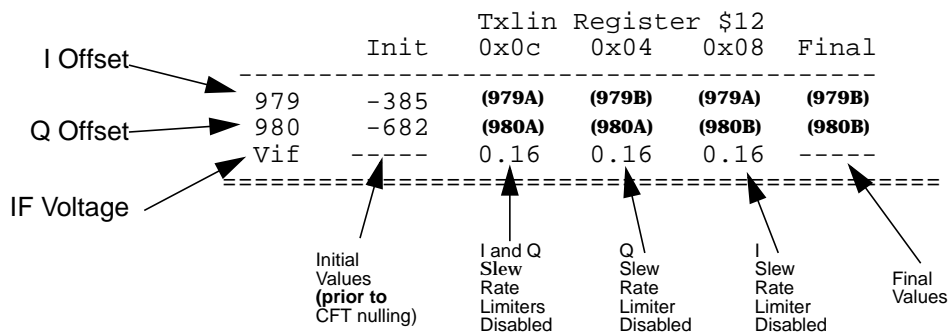 Txlin Register $12
Init 0x0c 0x04 0x08 Final
I Offset
---------------------------------------------
979 -385 (979A) (979B) (979A) (979B)
Q Offset
980 -682 (980A) (980A) (980B) (980B)
Vif ----- 0.16 0.16 0.16 -----
=============================================
IF Voltage
Initial
Values
(prior to
CFT nulling)
I and Q
Slew
Rate
Limiters
Disabled
Q
Slew
Rate
Limiter
Disabled
I
Slew
Rate
Limiter
Disabled
Final
Values